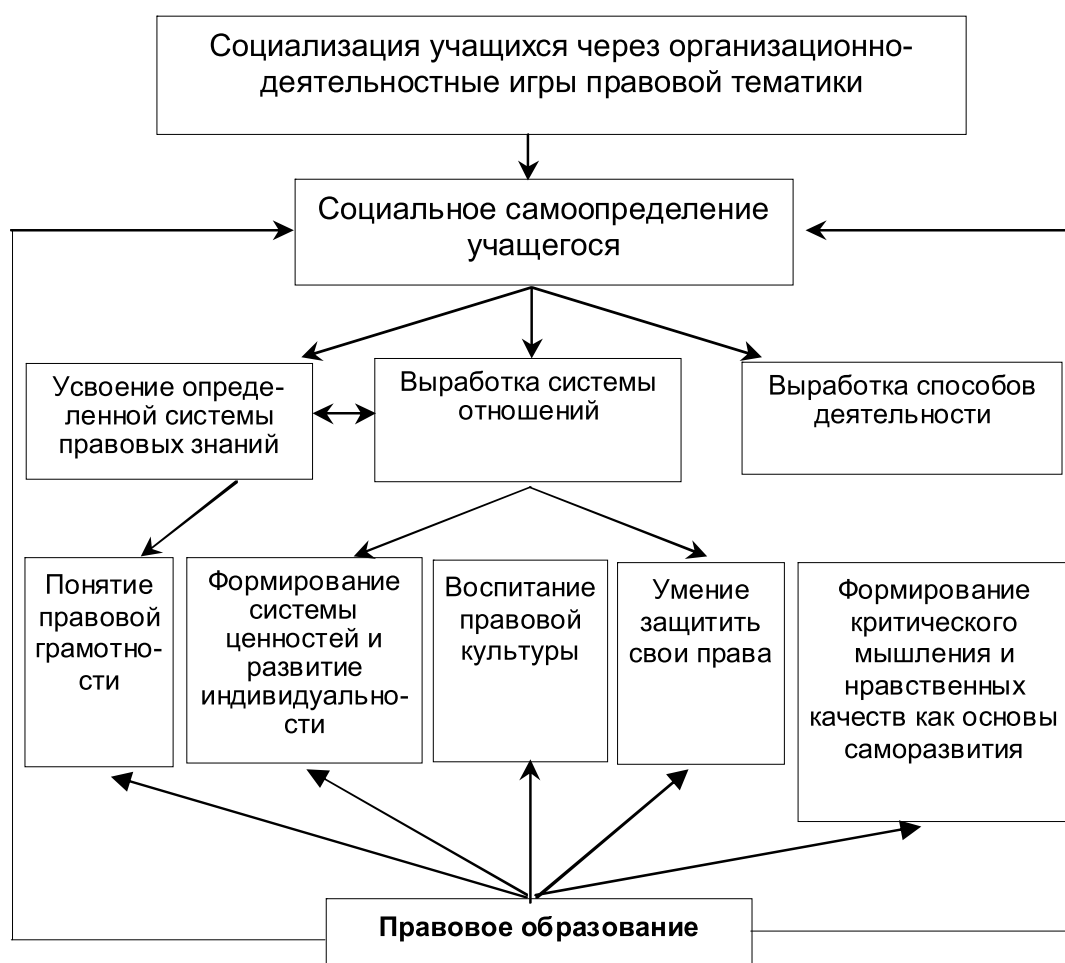 Социализация учащихся через организационно-
деятельностные игры правовой тематики
Социальное самоопределение
учащегося
Усвоение опреде-
ленной системы
правовых знаний
Выработка системы
отношений
Выработка способов
деятельности
Понятие
правовой
грамотно-
сти
Формирование
системы
ценностей и
развитие
индивидуально-
сти
Воспитание
правовой
культуры
Умение
защитить
свои права
Формирование
критического
мышления и
нравственных
качеств как основы
саморазвития
Правовое образование